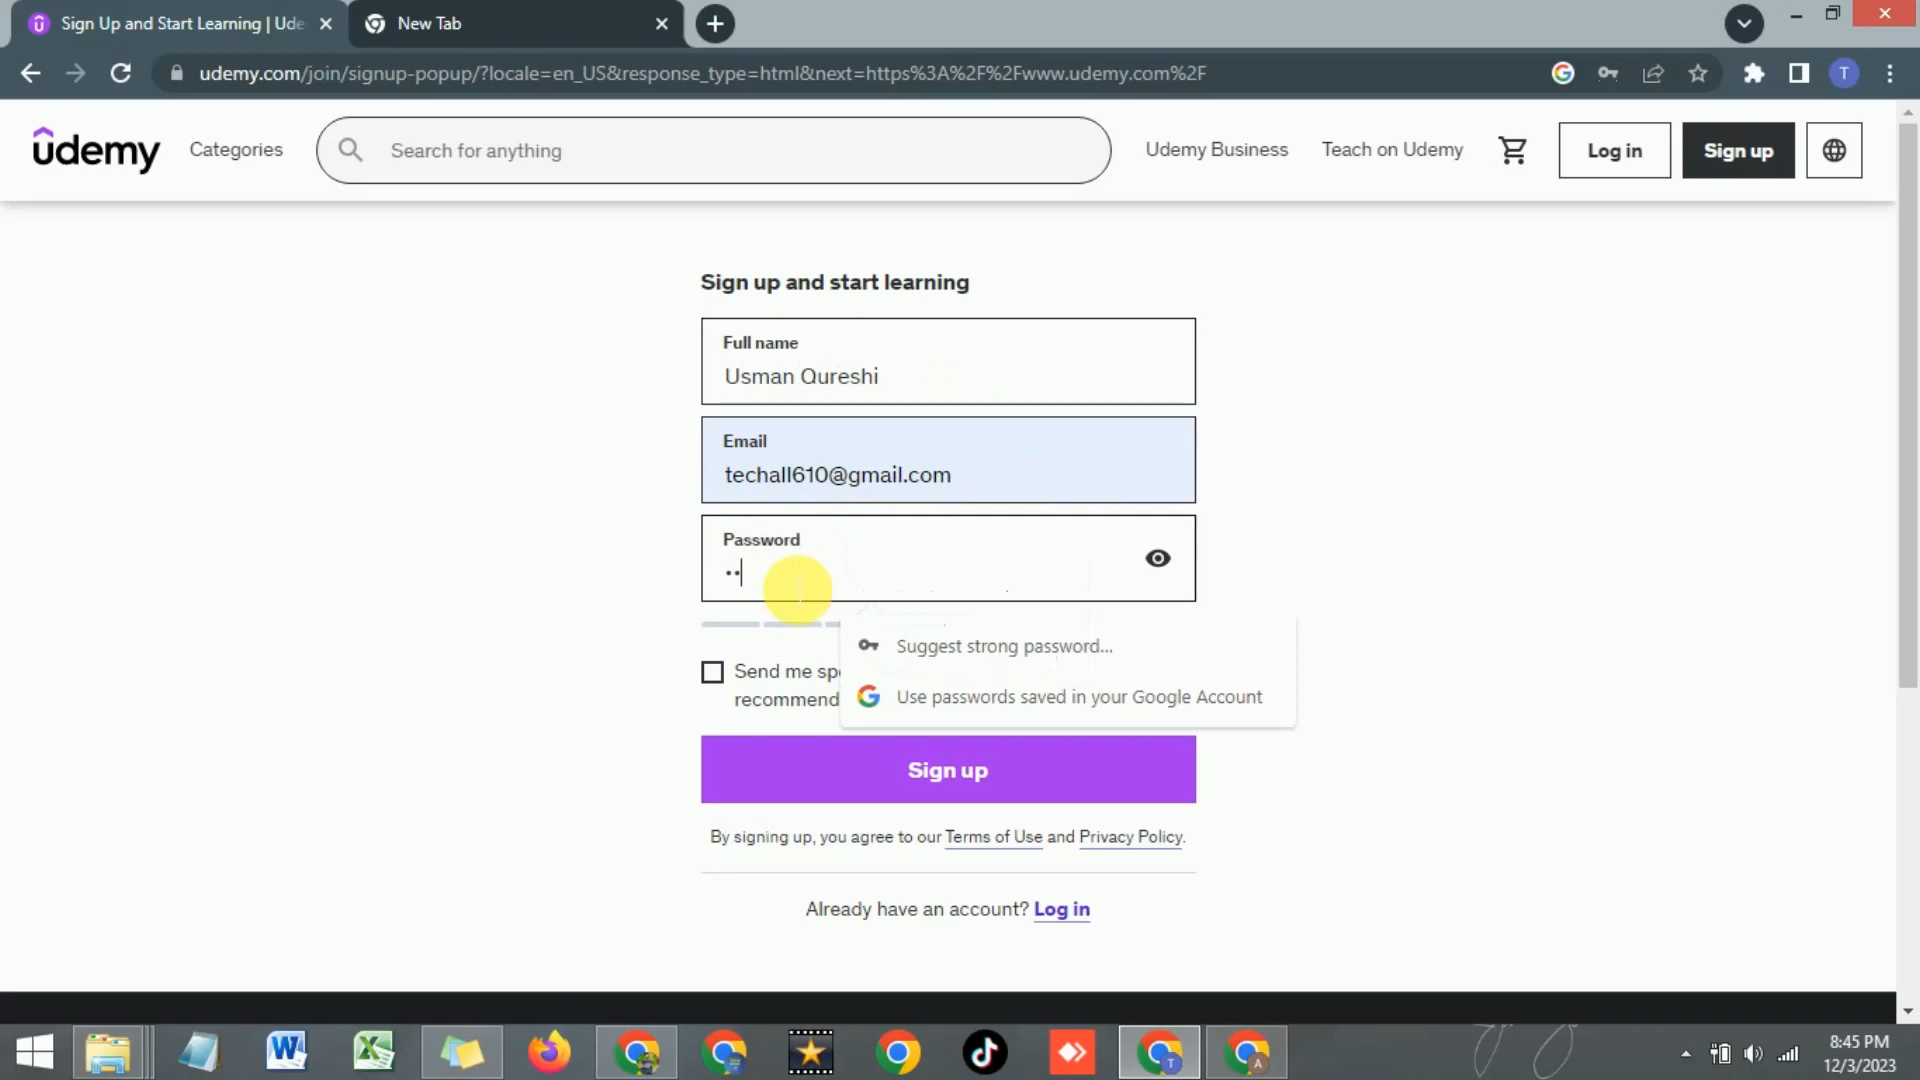 Sign Up and Start Learning | Ude
New Tab
udemy.com/join/signup-popup/?locale=en_US&response_type=html&next=https%3A%2F%2Fwww.udemy.com%2F
T
udemy
Categories
Search for anything
Udemy Business
Teach on Udemy
Log in
Sign up
Sign up and start learning
Full name
Usman Qureshi
Email
techall610@gmail.com
Password
Suggest strong password...
Send me spe
Use passwords saved in your Google Account
recommend
Sign up
By signing up, you agree to our Terms of Use and Privacy Policy.
Already have an account? Log in
8:45 PM
12/3/2023